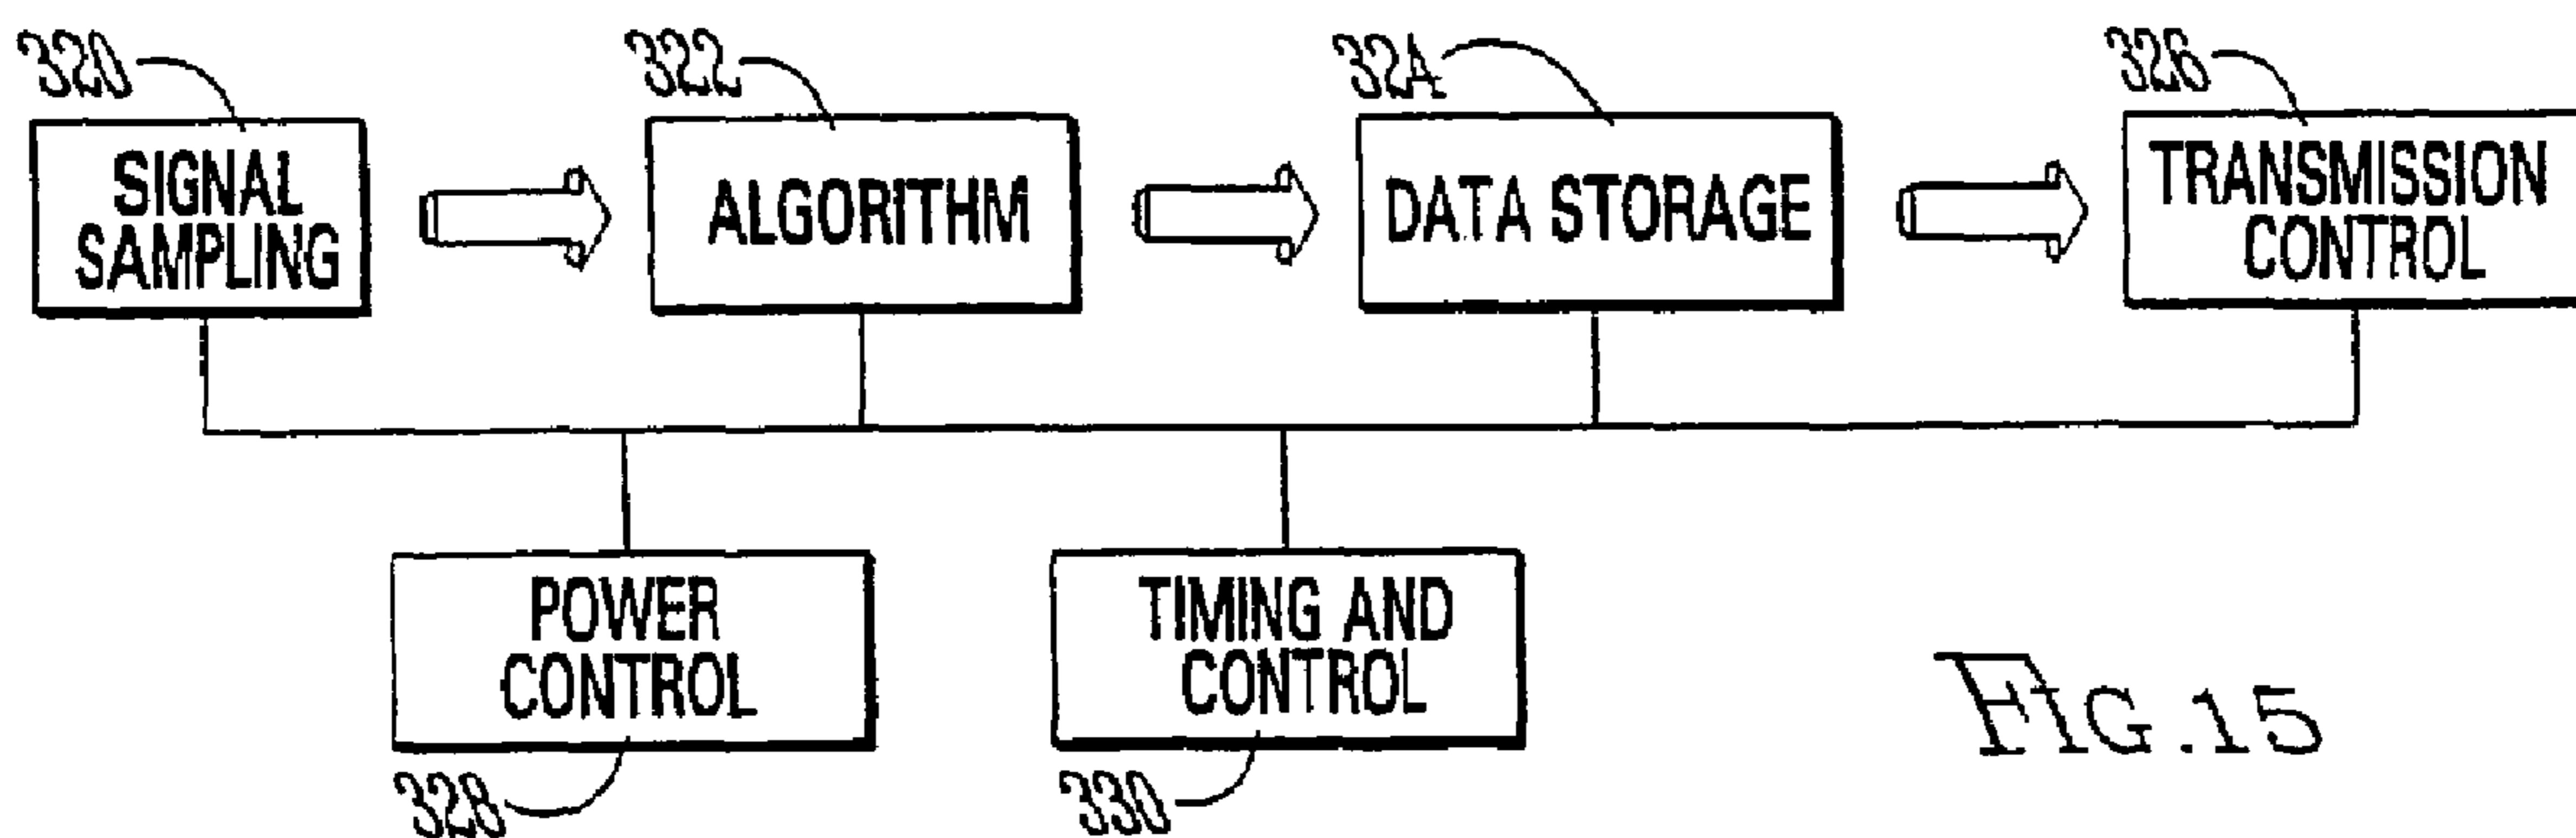 320
322
324
326
SIGNAL
SAMPLING
ALGORITHM
DATA STORAGE
TRANSMISSION
CONTROL
POWER
CONTROL
TIMING AND
CONTROL
328
330
FIG.15